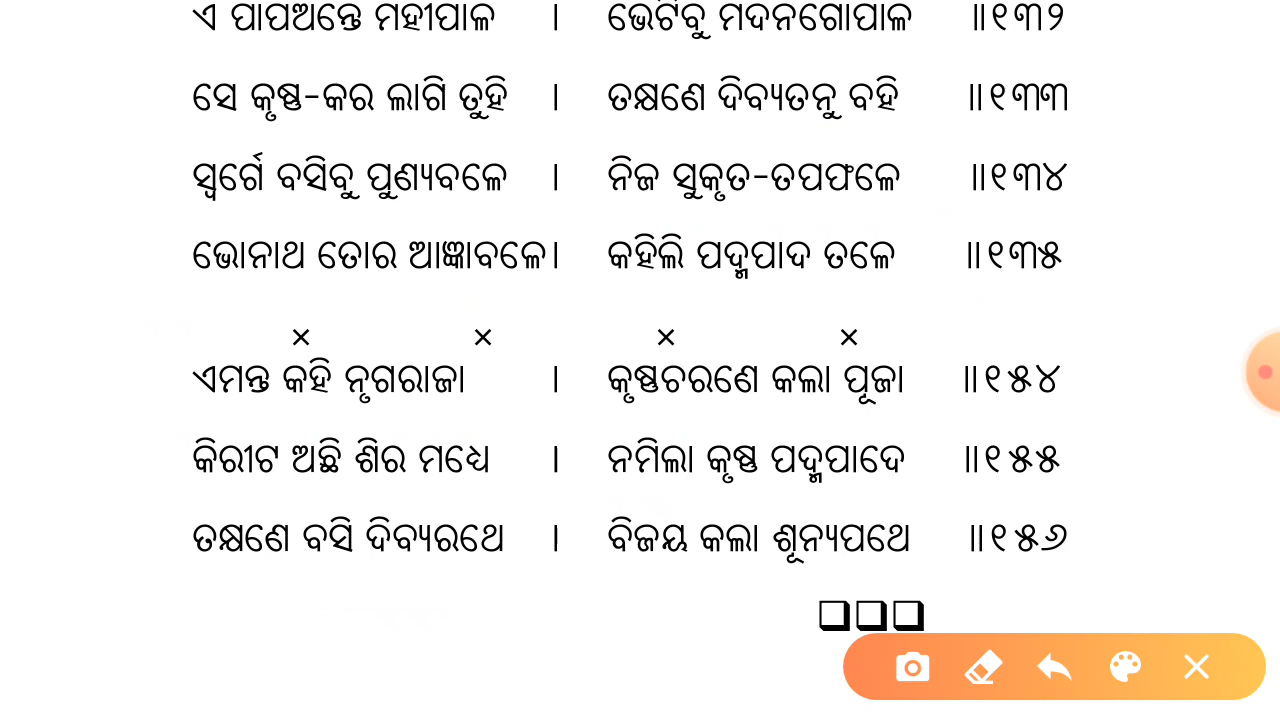 ଏ ପାପଅନ୍ତେ ମହୀପାଳ । ଭେଟିବୁ ମଦନଗୋପାଳ ॥୧୩୨
ସେ କୃଷ୍ଣ-କର ଲାଗି ତୁହି । ତକ୍ଷଣେ ଦିବ୍ୟତନୁ ବହି ॥୧୩୩
ସ୍ୱର୍ଗେ ବସିବୁ ପୁଣ୍ୟବଳେ । ନିଜ ସୁକୃତ-ତପଫଳେ ॥୧୩୪
ଭୋନାଥ ତୋର ଆଜ୍ଞାବଳେ। କହିଲି ପଦ୍ମପାଦ ତଳେ ॥୧୩୫
× × × ×
ଏମନ୍ତ କହି ନୃଗରାଜା । କୃଷ୍ଣଚରଣେ କଲା ପୂଜା ॥୧୫୪
କିରୀଟ ଅଛି ଶିର ମଧ୍ୟେ । ନମିଲା କୃଷ୍ଣ ପଦ୍ମପାଦେ ॥୧୫୫
ତକ୍ଷଣେ ବସି ଦିବ୍ୟରଥେ । ବିଜୟ କଲା ଶୂନ୍ୟପଥେ ॥୧୫୬
❑❑❑